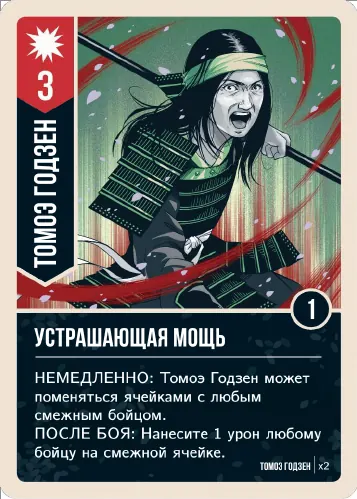 3
ТОМОЭ ГОДЗЕН
1
УСТРАШАЮЩАЯ МОЩЬ
НЕМЕДЛЕННО: Томоэ Годзен может
поменяться ячейками с любым
смежным бойцом.
ПОСЛЕ БОЯ: Нанесите 1 урон любому
бойцу на смежной ячейке.
ТОМОЭ ГОДЗЕН | x2